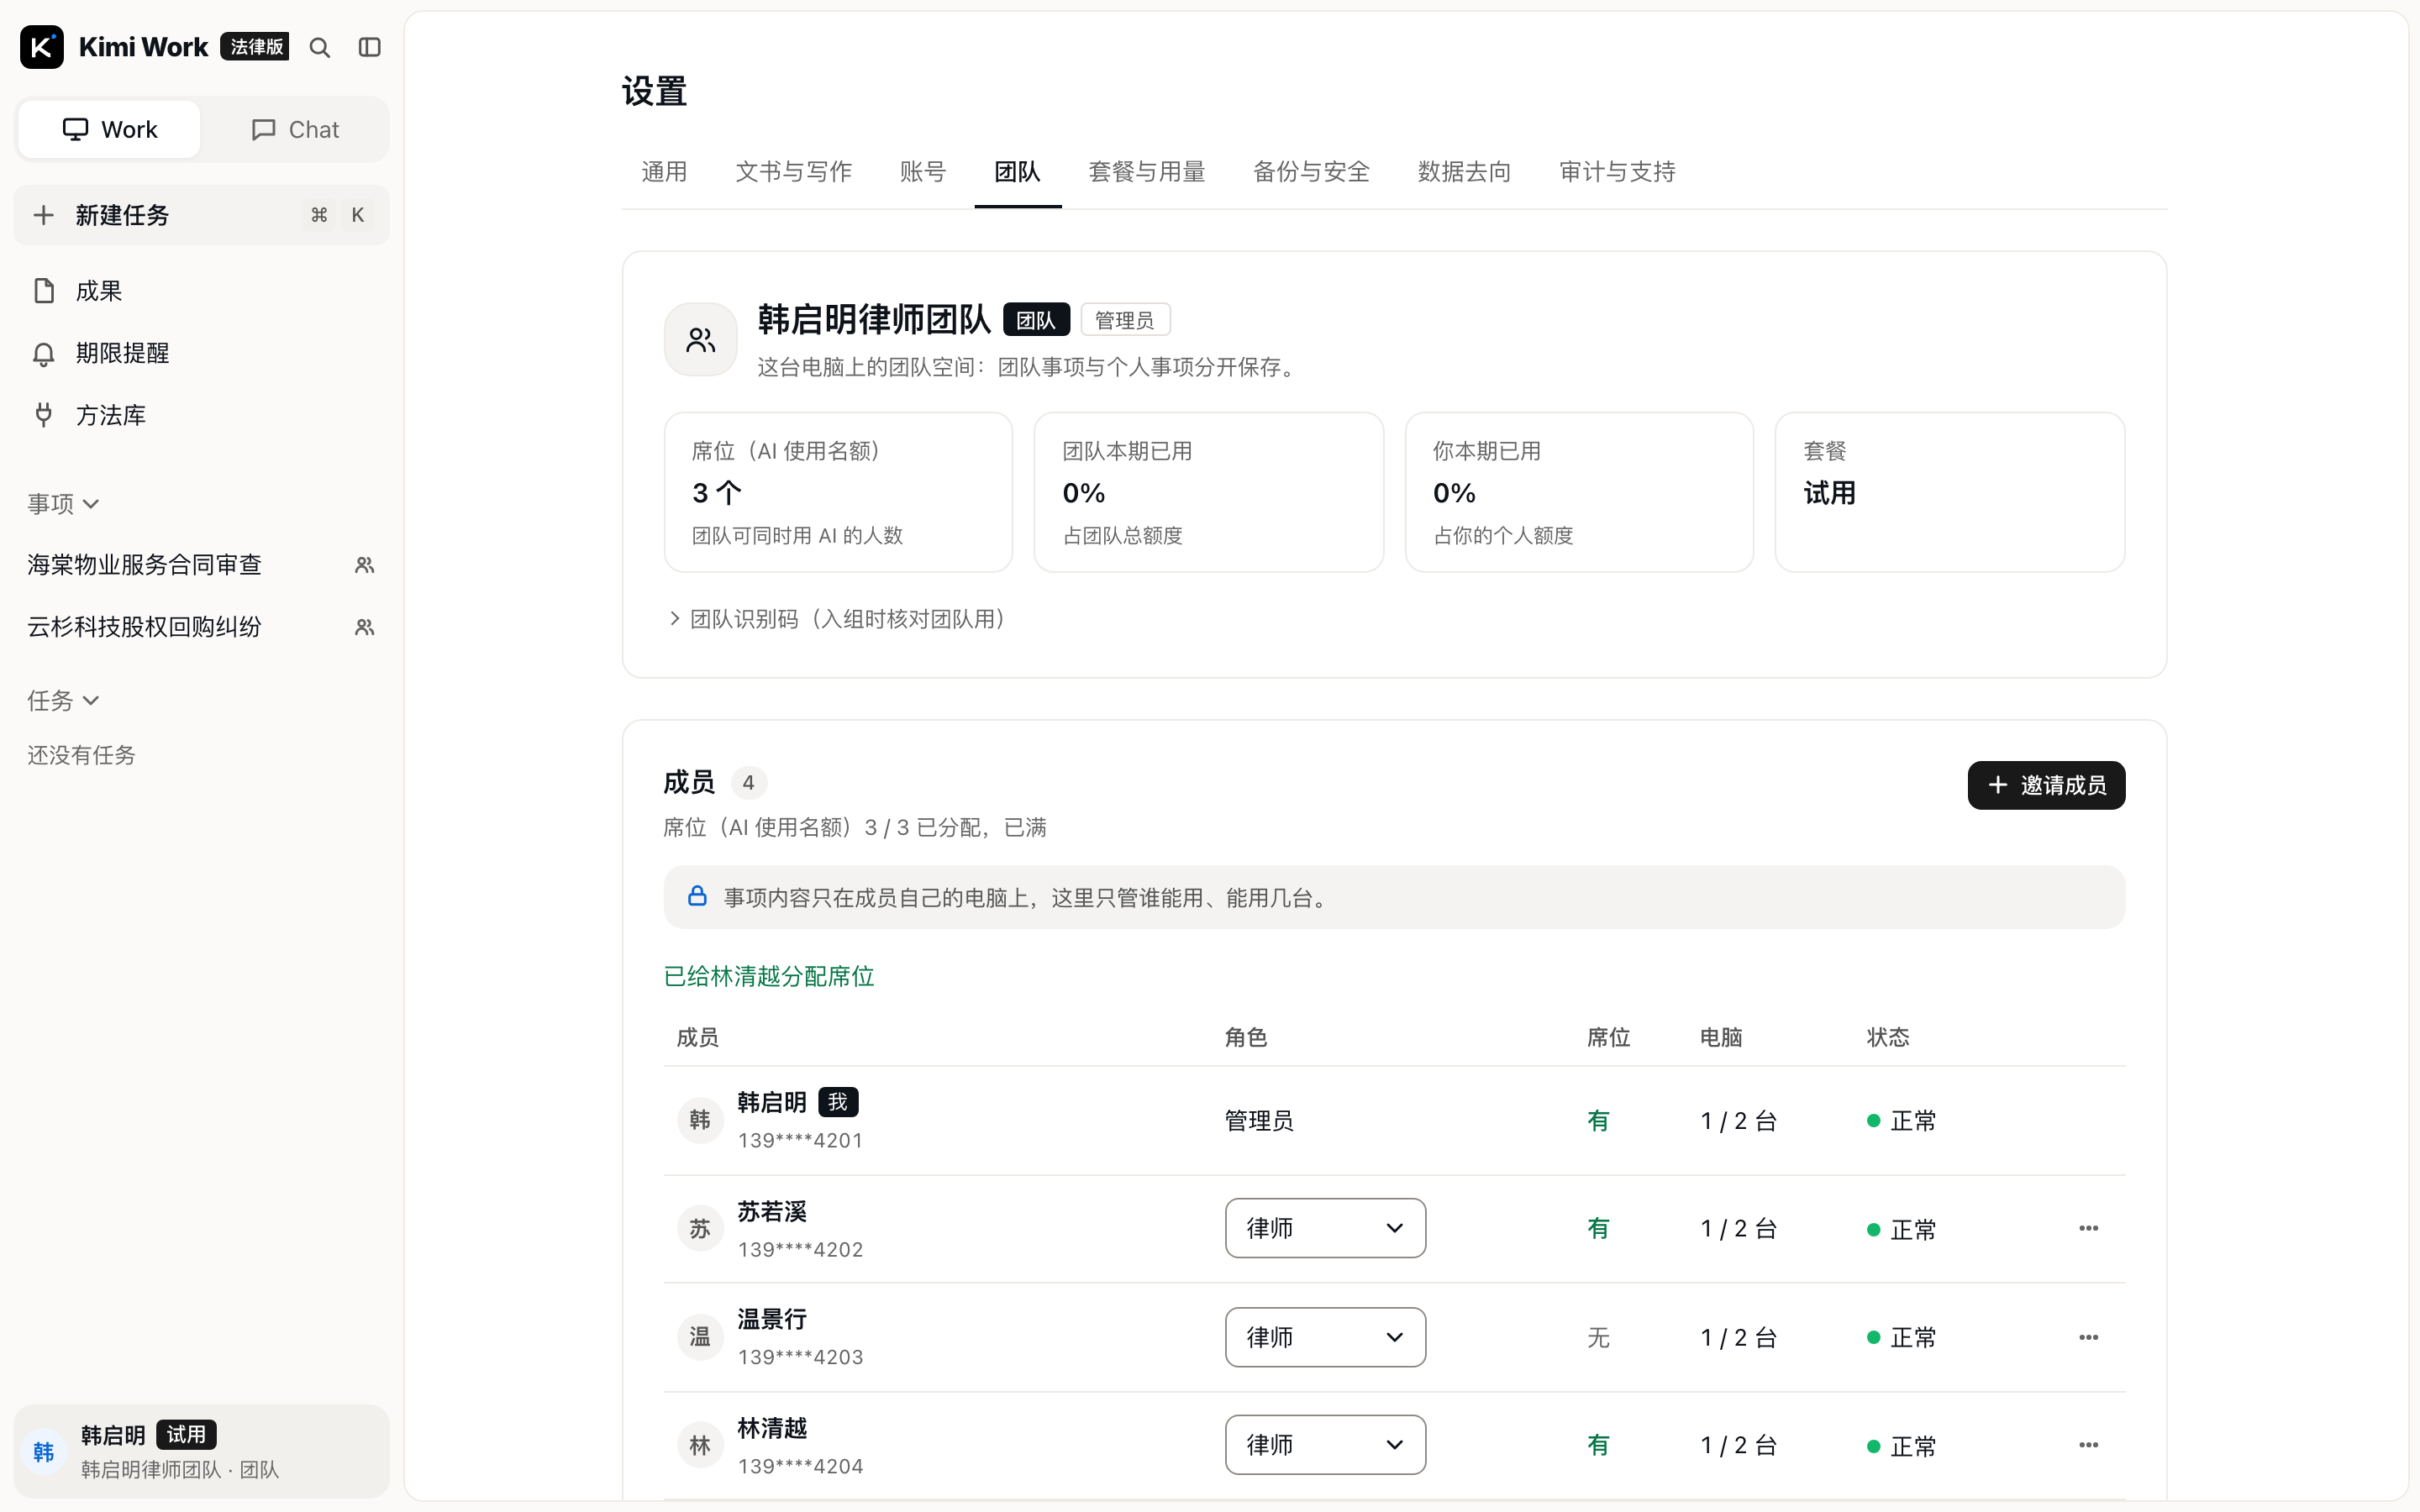 Kimi Work 法律版
Work
Chat
新建任务 ⌘ K
成果
期限提醒
方法库
事项
海棠物业服务合同审查
云杉科技股权回购纠纷
任务
还没有任务
韩 韩启明 试用
韩启明律师团队 · 团队
设置
通用 文书与写作 账号 团队 套餐与用量 备份与安全 数据去向 审计与支持
韩启明律师团队 团队 管理员
这台电脑上的团队空间：团队事项与个人事项分开保存。
席位（AI 使用名额）
3 个
团队可同时用 AI 的人数
团队本期已用
0%
占团队总额度
你本期已用
0%
占你的个人额度
套餐
试用
团队识别码（入组时核对团队用）
成员 4
邀请成员
席位（AI 使用名额）3 / 3 已分配，已满
事项内容只在成员自己的电脑上，这里只管谁能用、能用几台。
已给林清越分配席位
成员 角色 席位 电脑 状态
韩 韩启明 我
139****4201
管理员 有 1 / 2 台 正常
苏 苏若溪
139****4202
律师 有 1 / 2 台 正常
温 温景行
139****4203
律师 无 1 / 2 台 正常
林 林清越
139****4204
律师 有 1 / 2 台 正常